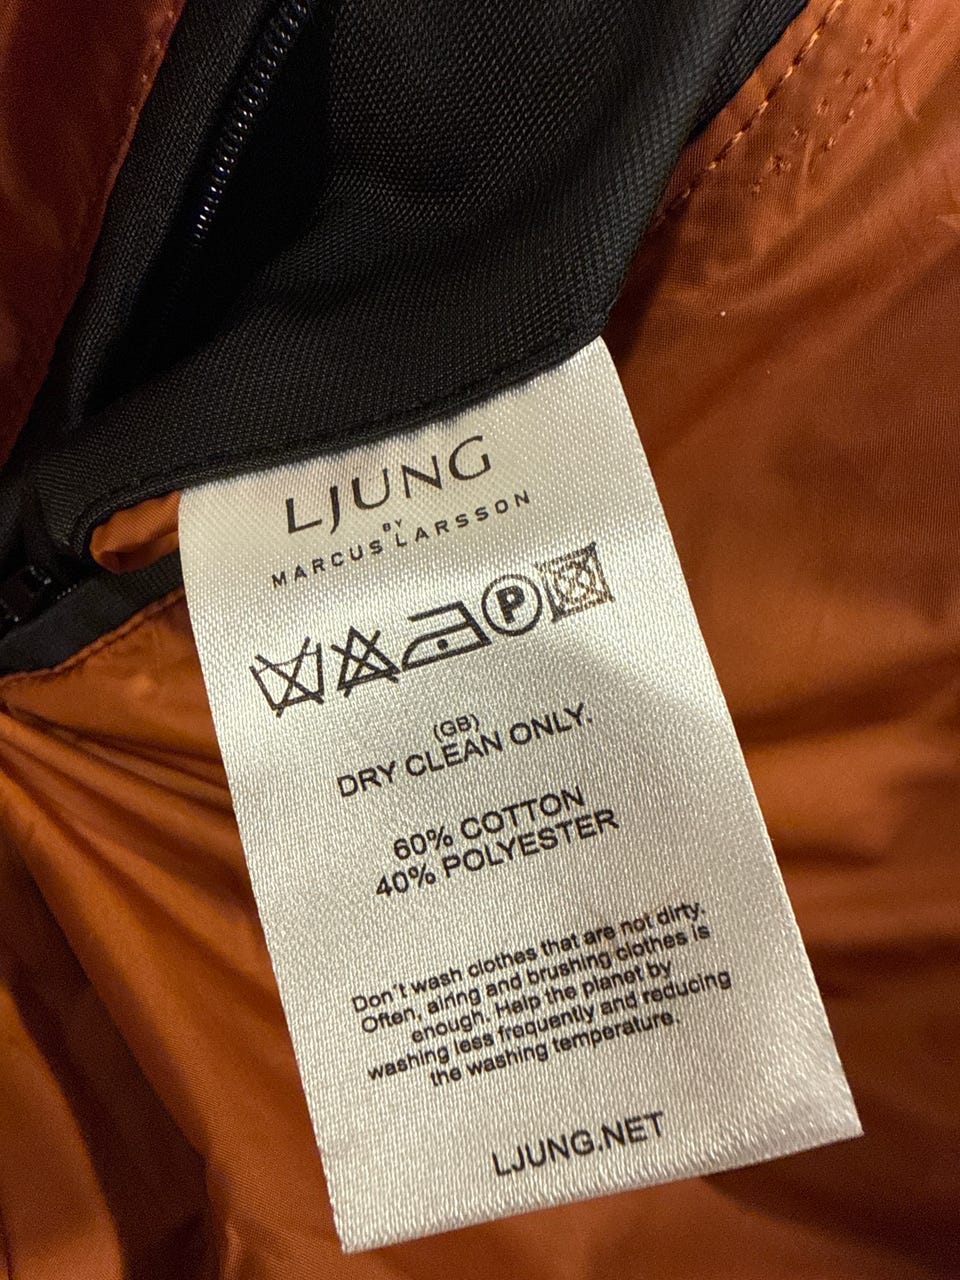 LJUNG
BY
MARCUS LARSSON
P
(GB)
DRY CLEAN ONLY.
60% COTTON
40% POLYESTER
Don't wash clothes that are not dirty.
Often, airing and brushing clothes is
enough. Help the planet by
washing less frequently and reducing
the washing temperature.
LJUNG.NET